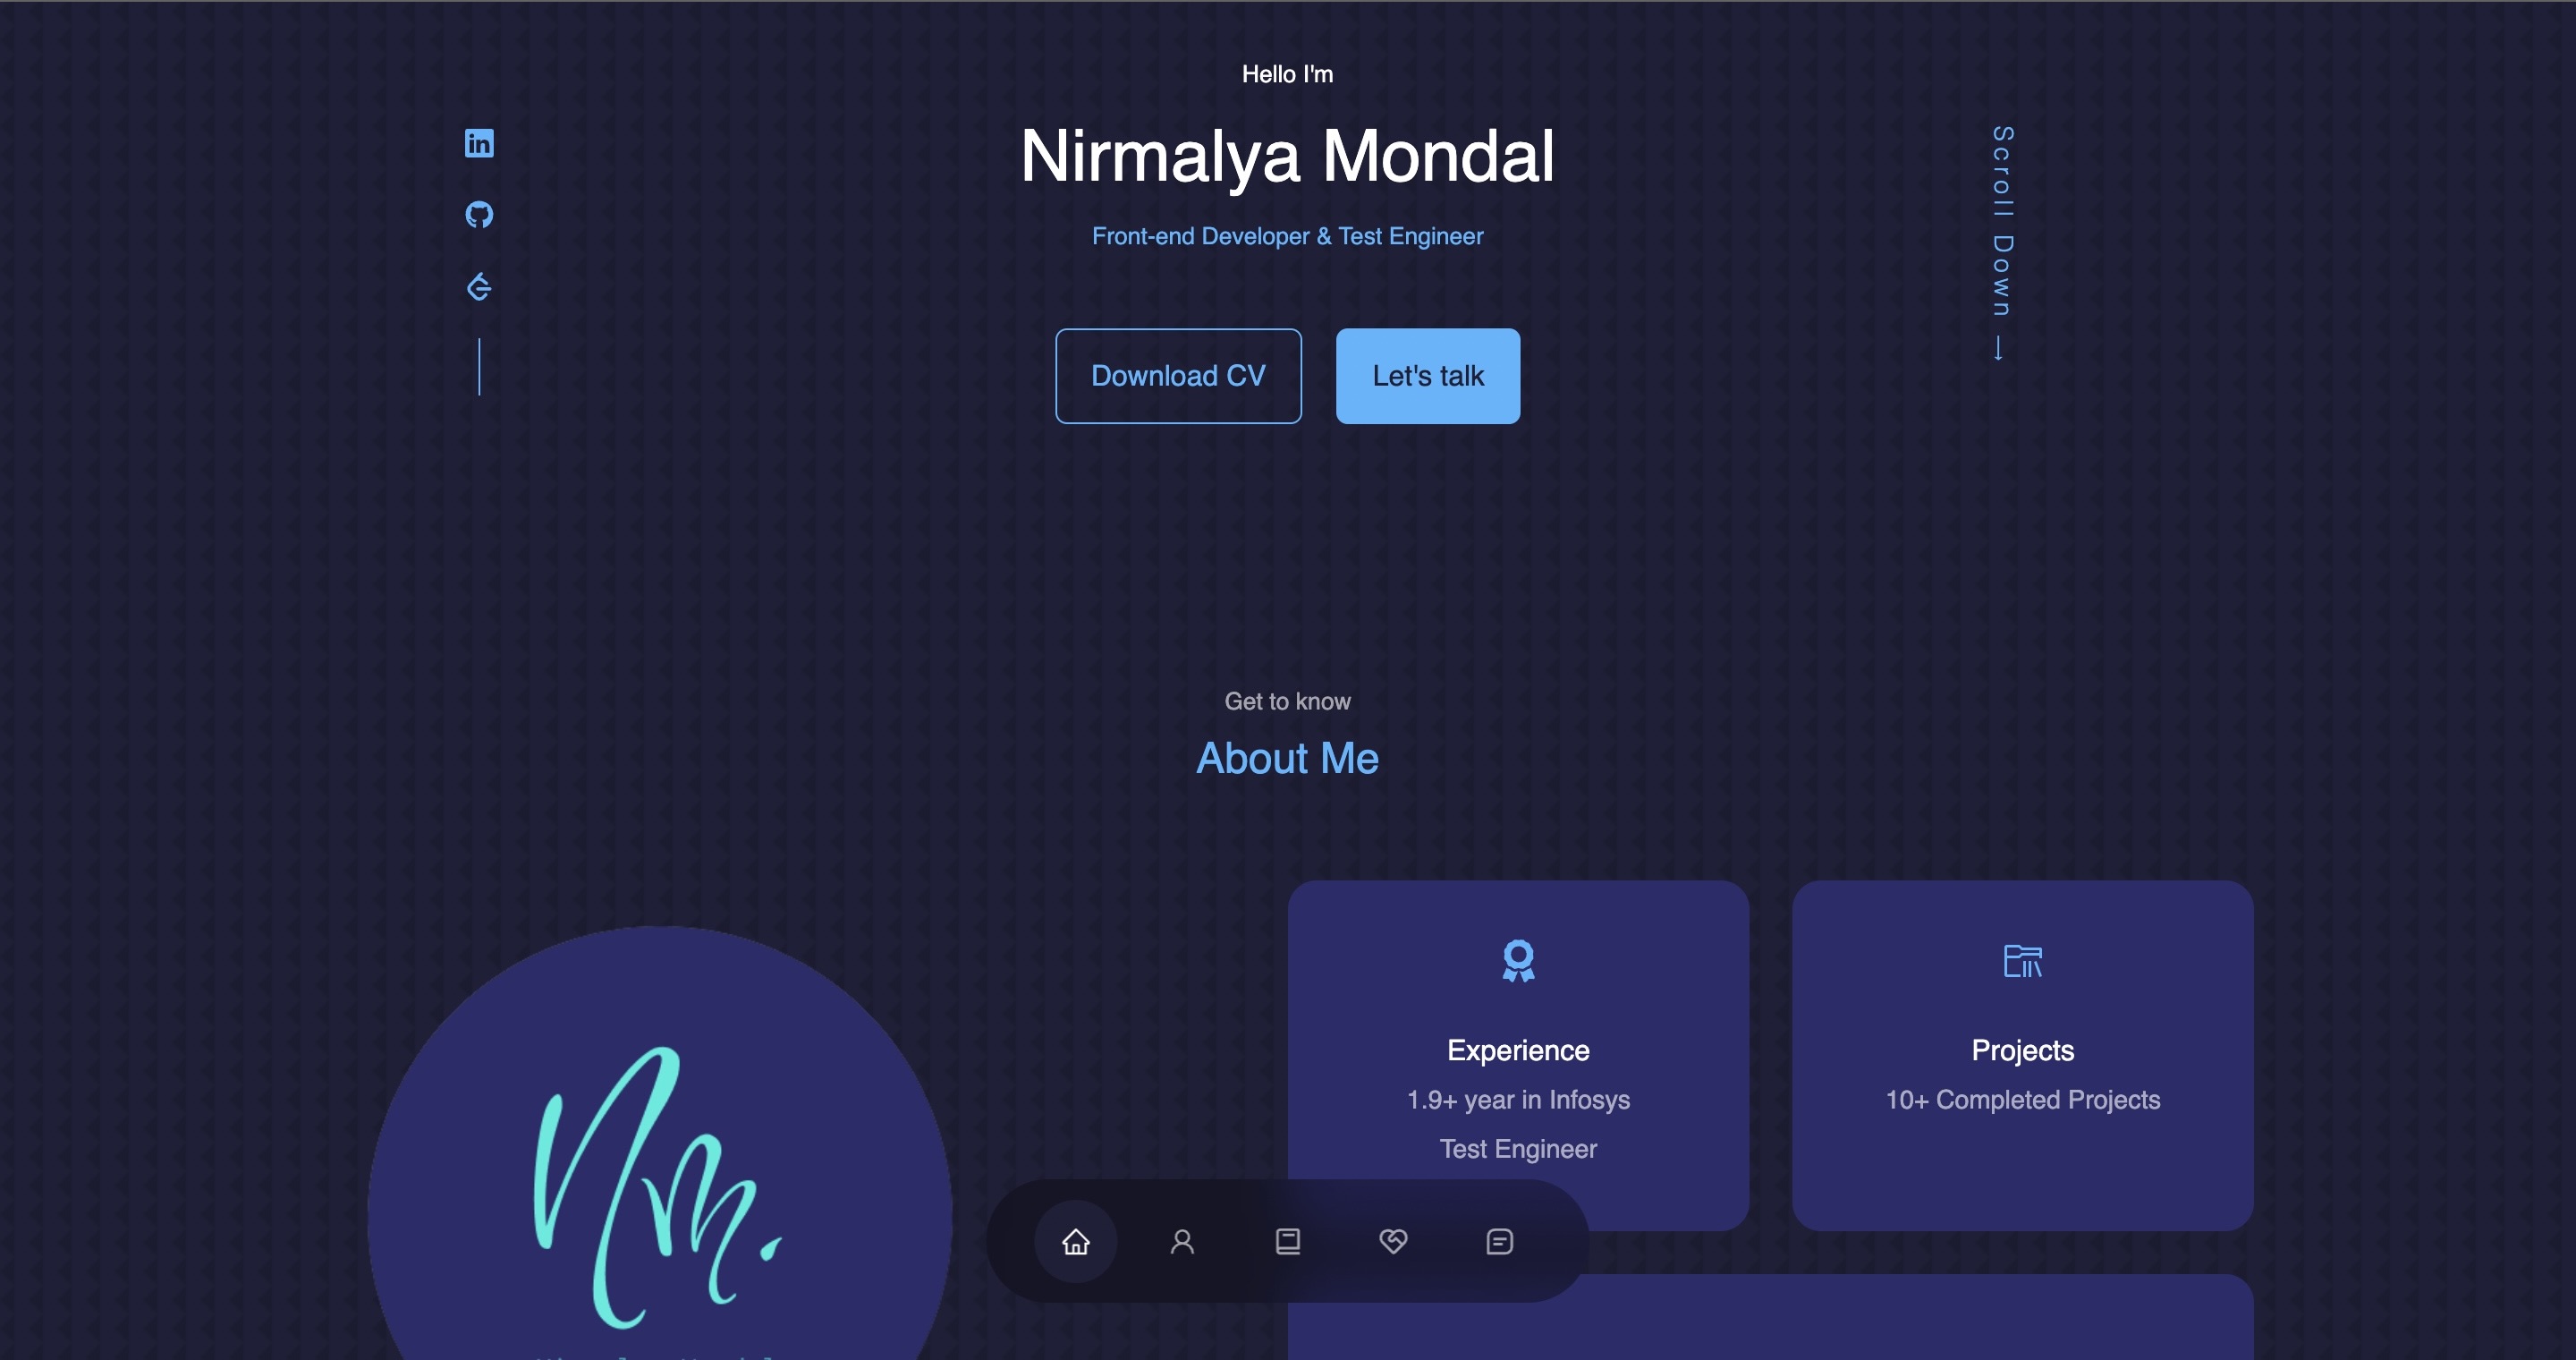 Hello I'm
Nirmalya Mondal
Front-end Developer & Test Engineer
Scroll Down →
Download CV
Let's talk
Get to know
About Me
Nm.
Experience
1.9+ year in Infosys
Test Engineer
Projects
10+ Completed Projects